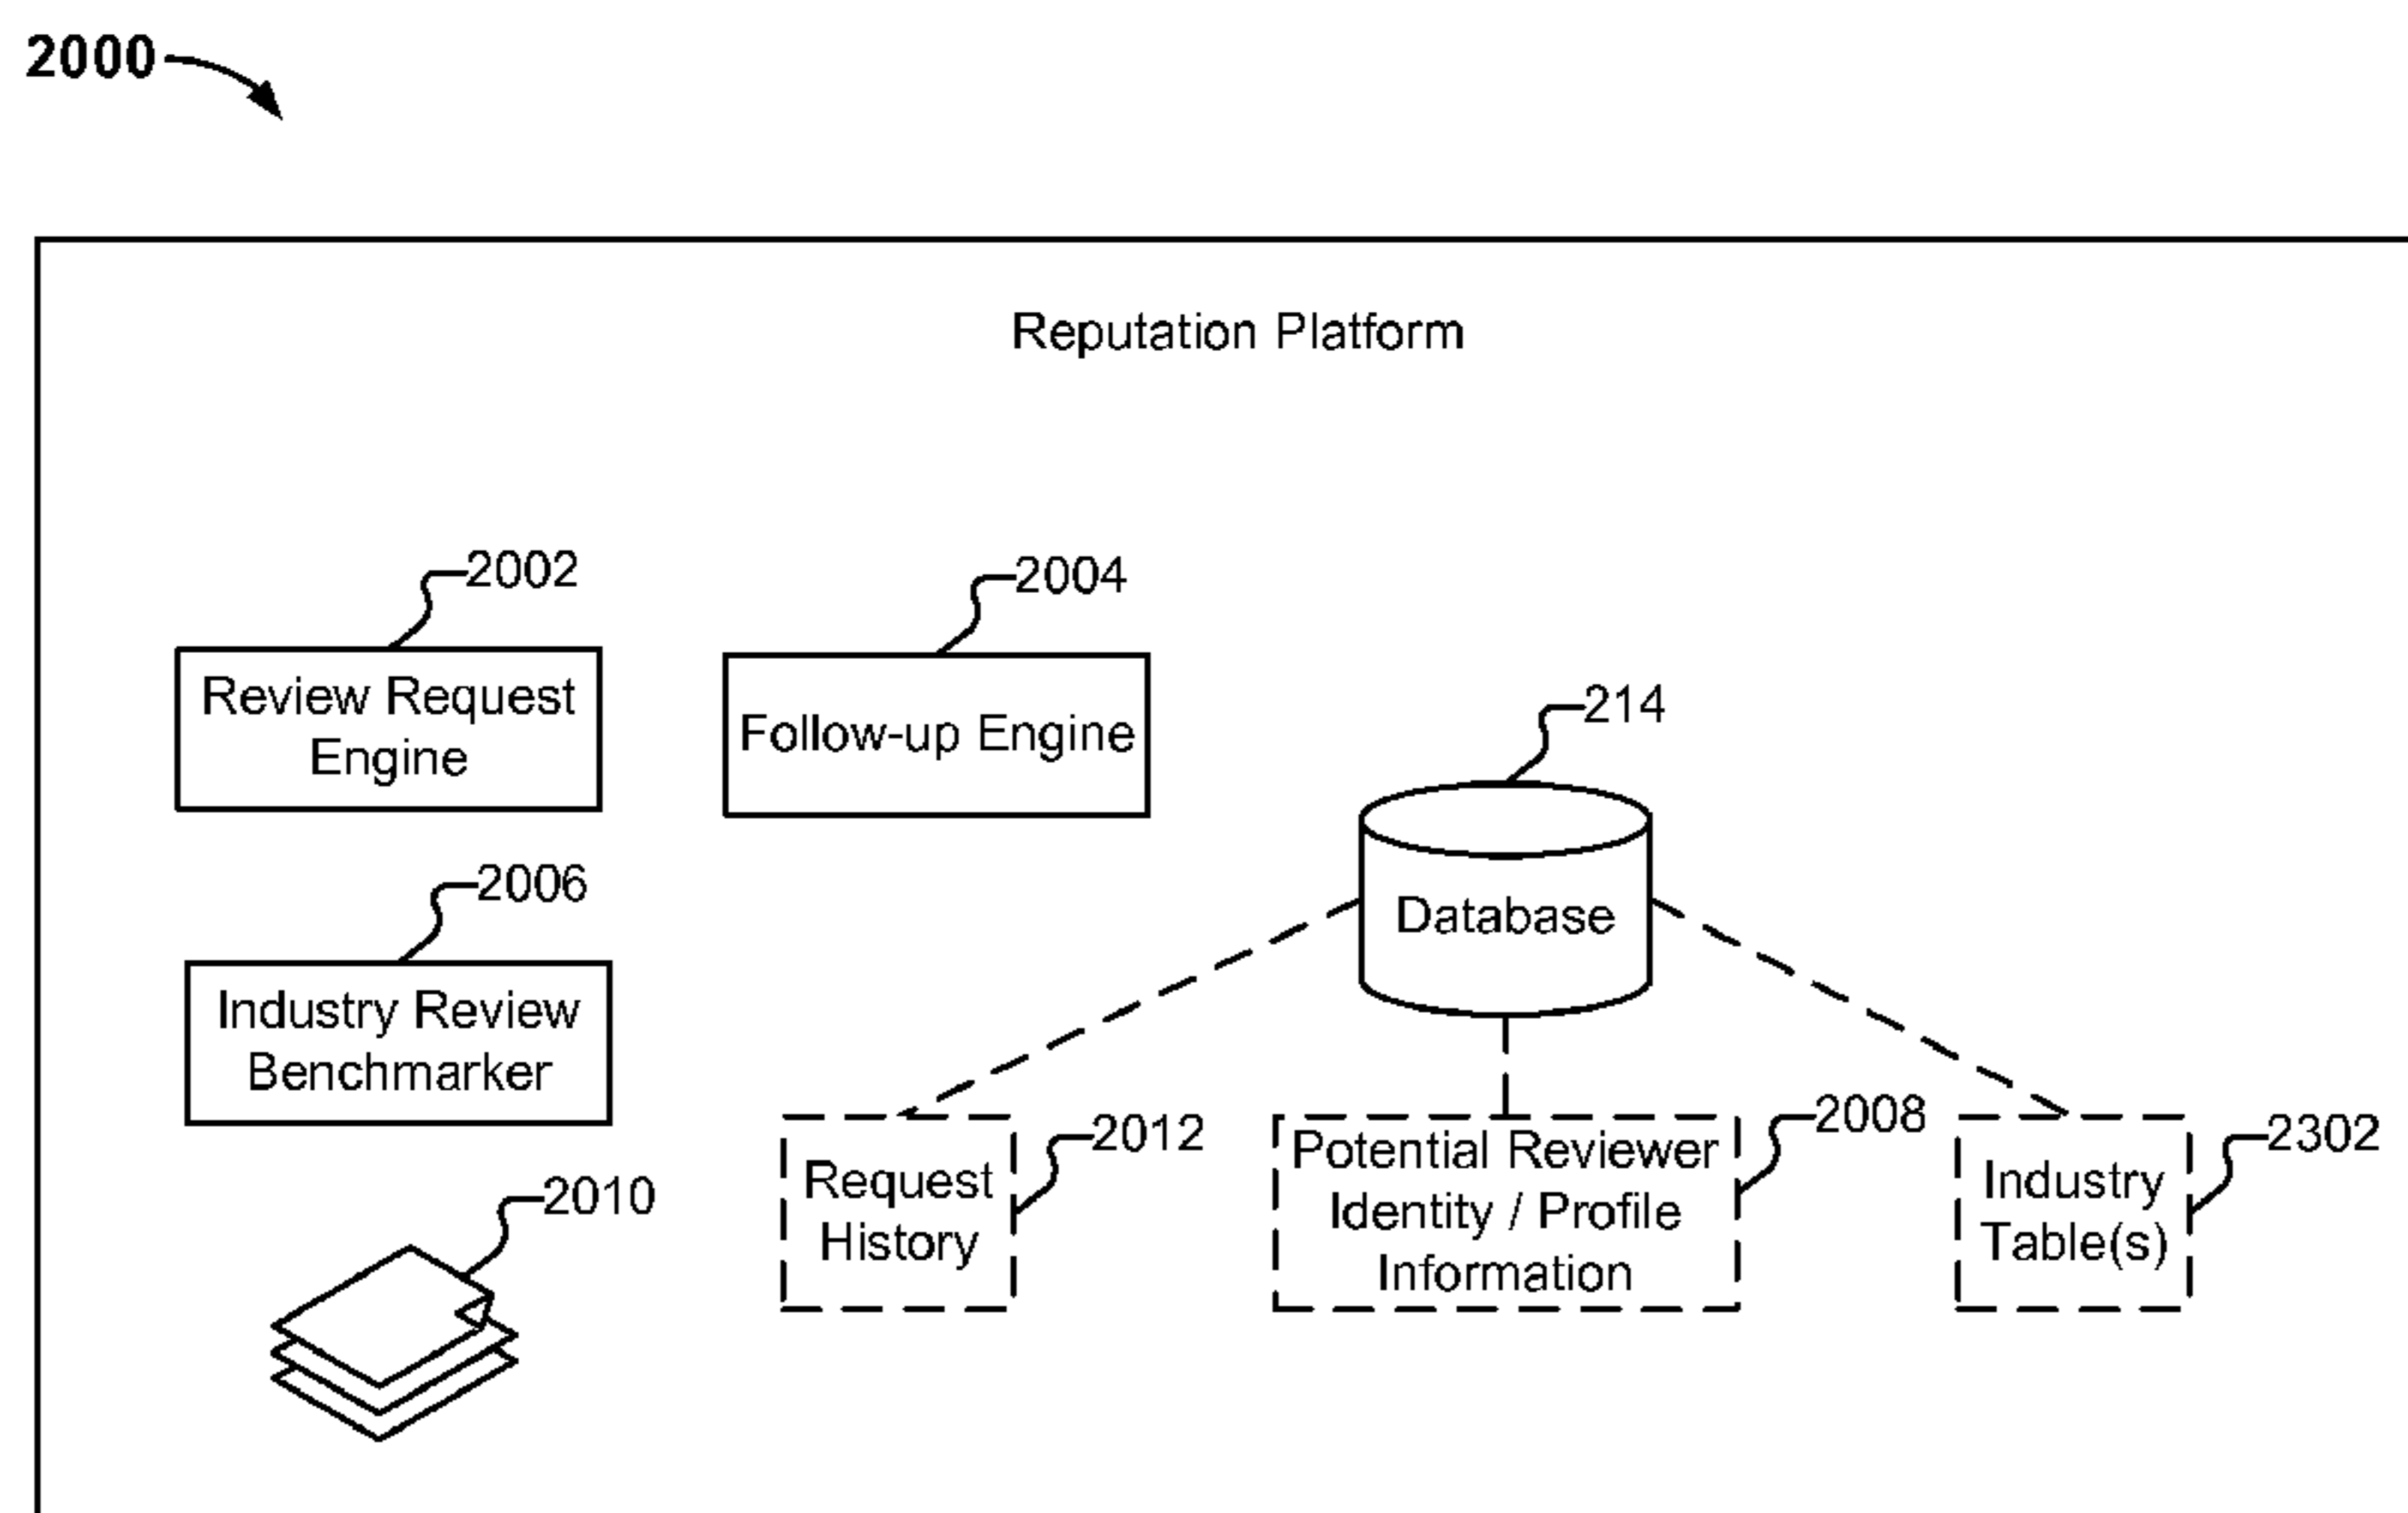 2000
Reputation Platform
2002
2004
Review Request
Engine
Follow-up Engine
214
Database
2006
Industry Review
Benchmarker
2010
2012
Request
History
2008
Potential Reviewer
Identity / Profile
Information
2302
Industry
Table(s)